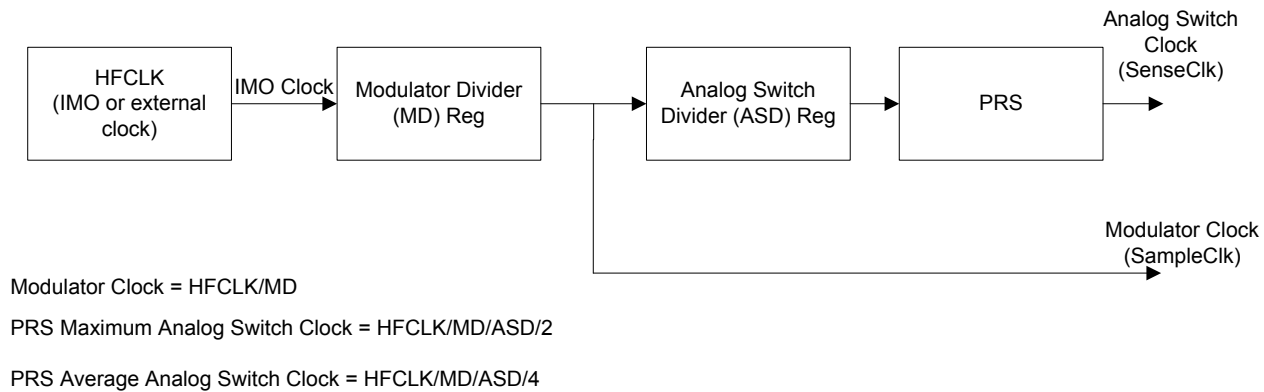 HFCLK
(IMO or external
clock)
IMO Clock
Modulator Divider
(MD) Reg
Analog Switch
Divider (ASD) Reg
PRS
Analog Switch
Clock
(SenseClk)
Modulator Clock
(SampleClk)
Modulator Clock = HFCLK/MD
PRS Maximum Analog Switch Clock = HFCLK/MD/ASD/2
PRS Average Analog Switch Clock = HFCLK/MD/ASD/4